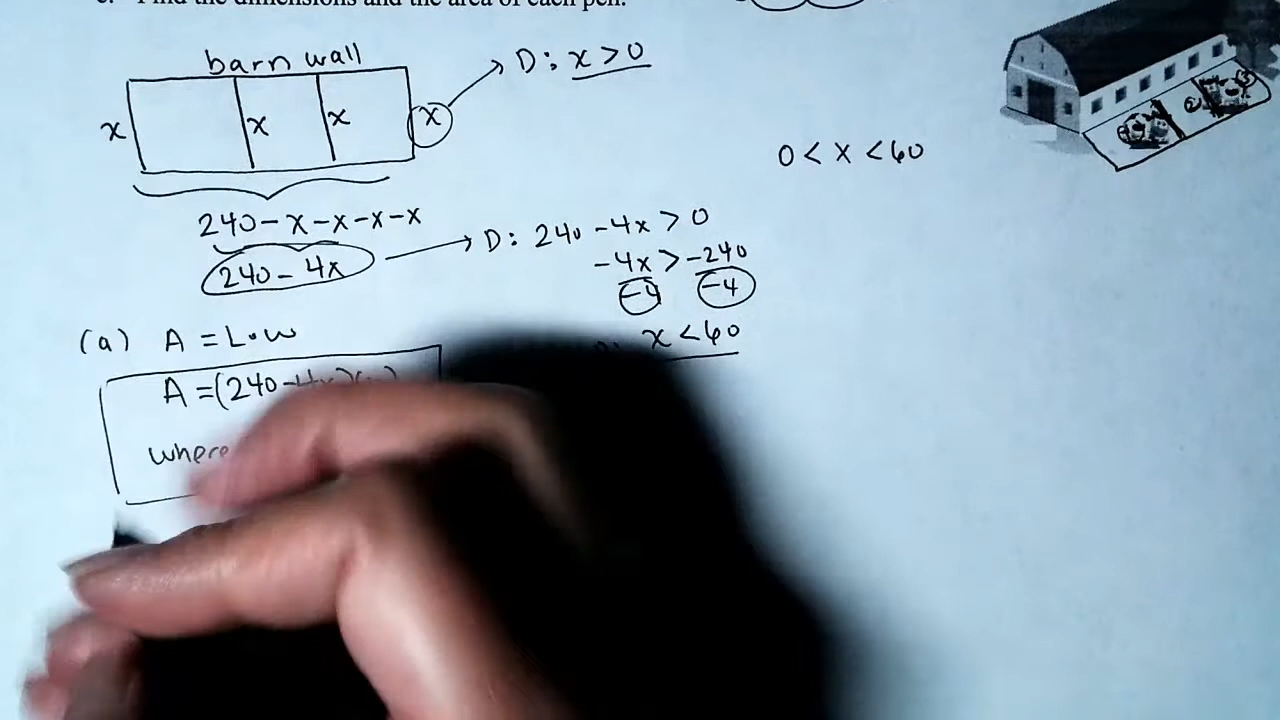 Find the dimensions and the area of each pen.
barn wall
D: x > 0
x x x x
0 < x < 60
240 - x - x - x - x
240 - 4x
D: 240 - 4x > 0
-4x > -240
-4 -4
x < 60
(a) A = L•W
A = (240 - 4x)(
where